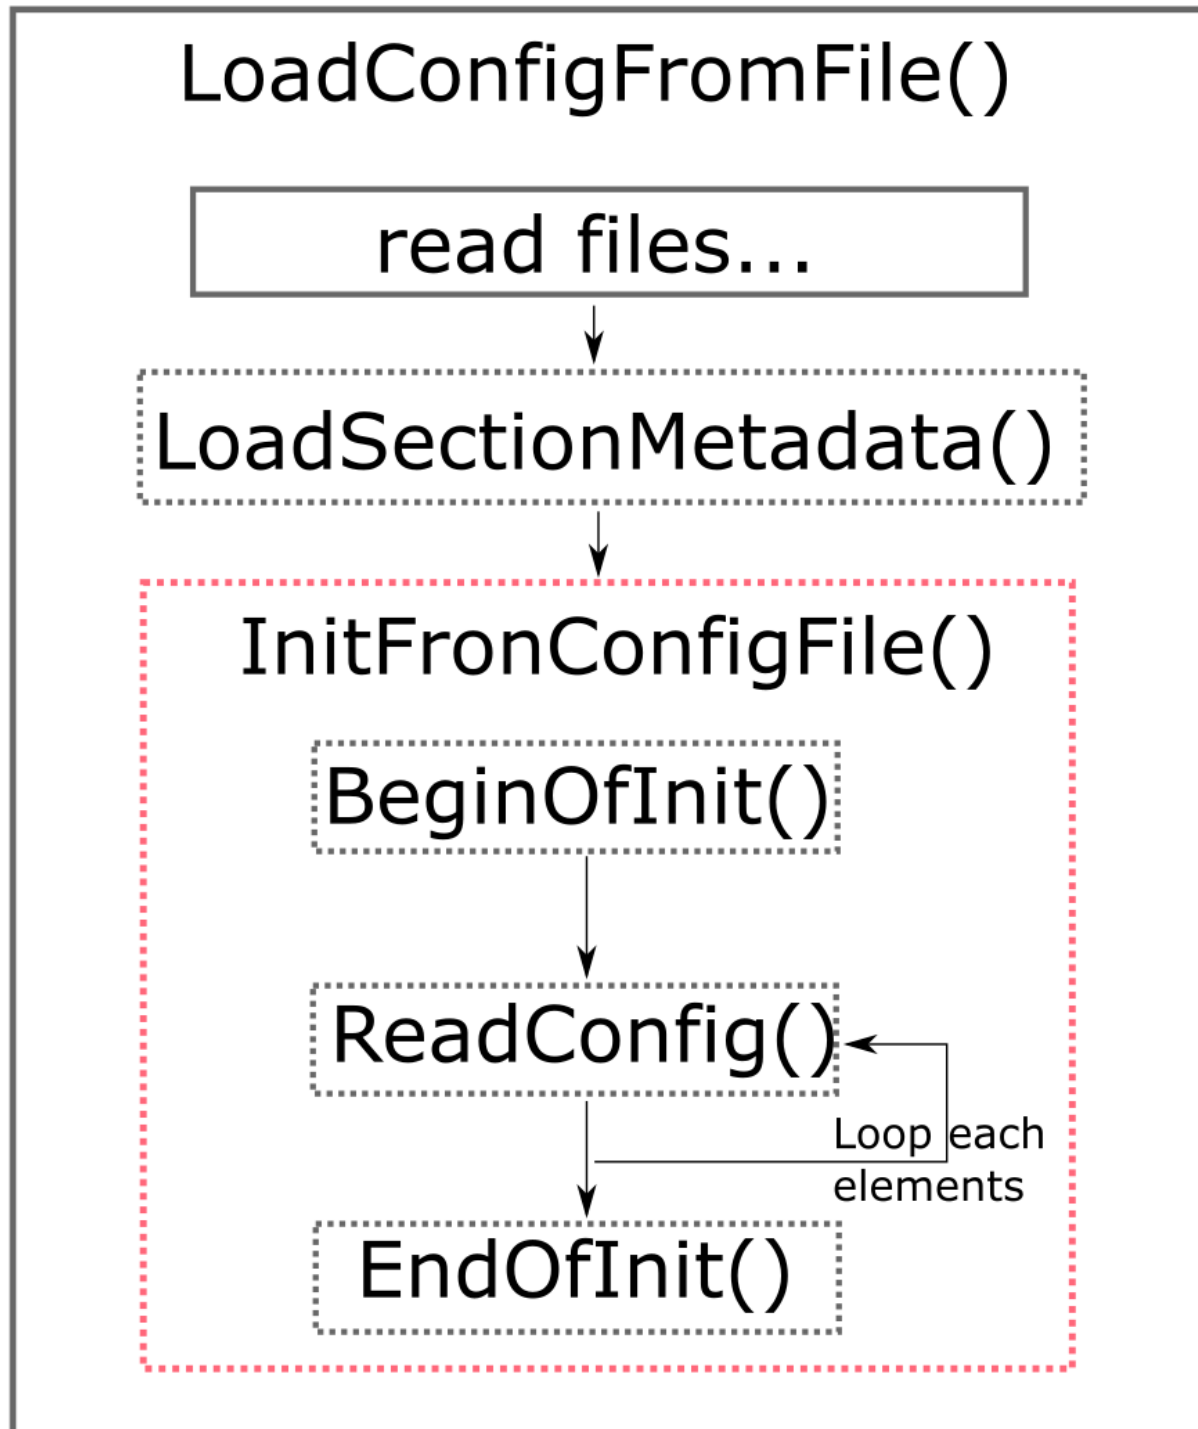 LoadConfigFromFile()
read files...
LoadSectionMetadata()
InitFronConfigFile()
BeginOfInit()
ReadConfig()
Loop each
elements
EndOfInit()